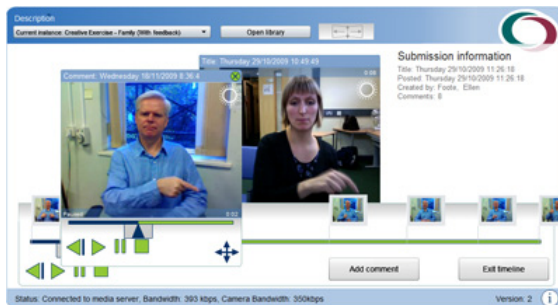 Description
Current instance: Creative Exercise - Family (With feedback)
Open library
Title: Thursday 29/10/2009 10:49:49
Comment: Wednesday 18/11/2009 8:36:4
0:00
Submission information
Title: Thursday 29/10/2009 11:26:18
Posted: Thursday 29/10/2009 11:26:18
Created by: Foote, Ellen
Comments: 8
Paused
0:02
Add comment
Exit timeline
Status: Connected to media server, Bandwidth: 393 kbps, Camera Bandwidth: 350kbps
Version: 2
i